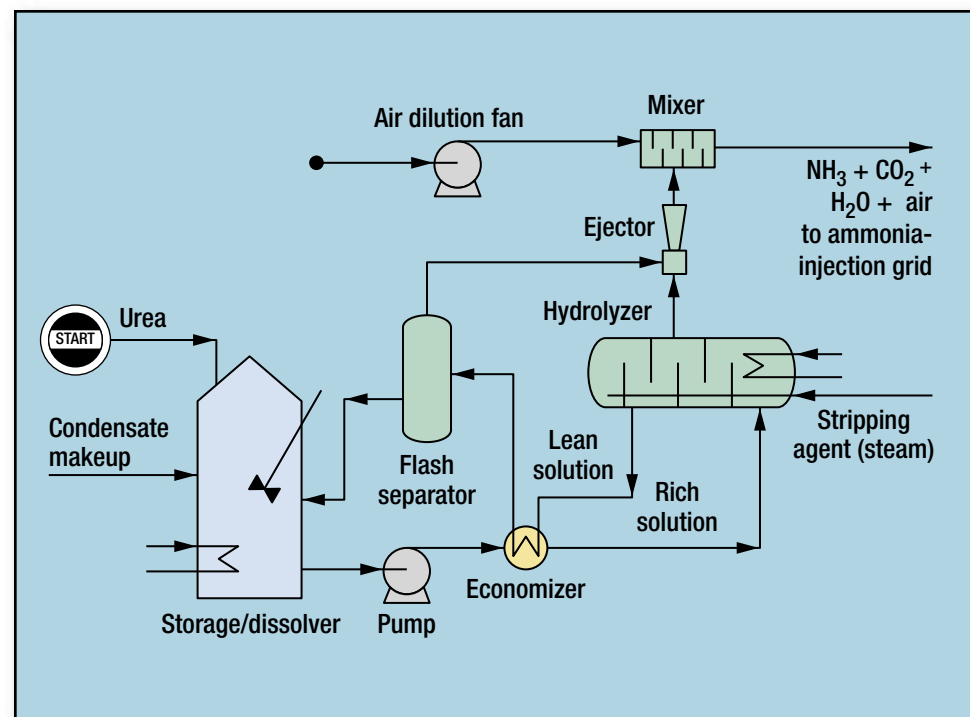 Mixer
Air dilution fan
NH3 + CO2 +
H2O + air
to ammonia-
injection grid
Ejector
Hydrolyzer
START
Urea
Condensate
makeup
Flash
separator
Lean
solution
Rich
solution
Stripping
agent (steam)
Economizer
Storage/dissolver
Pump